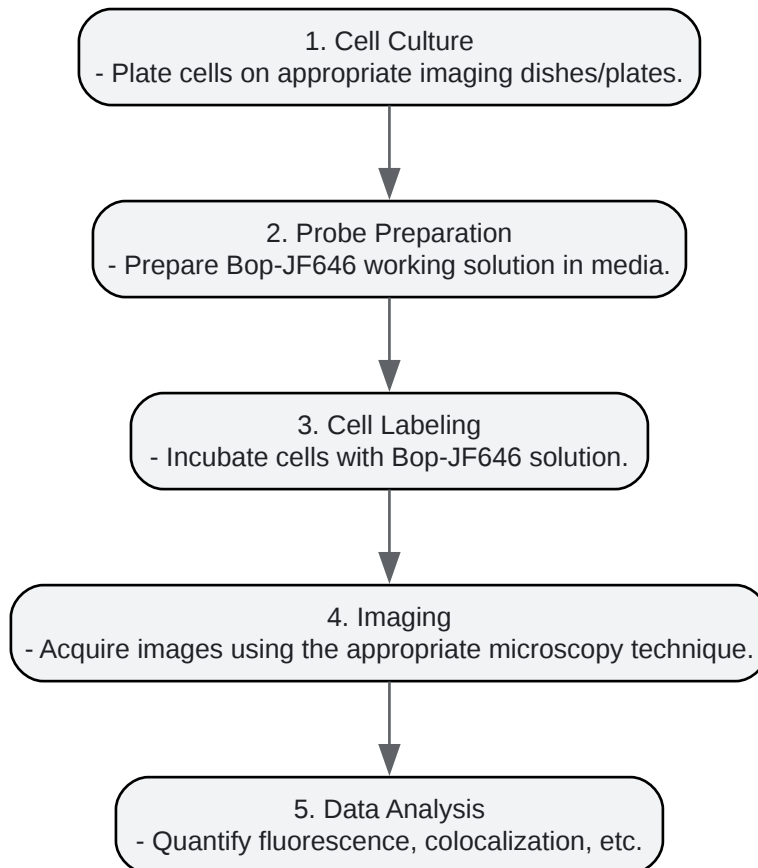 1. Cell Culture
- Plate cells on appropriate imaging dishes/plates.
2. Probe Preparation
- Prepare Bop-JF646 working solution in media.
3. Cell Labeling
- Incubate cells with Bop-JF646 solution.
4. Imaging
- Acquire images using the appropriate microscopy technique.
5. Data Analysis
- Quantify fluorescence, colocalization, etc.